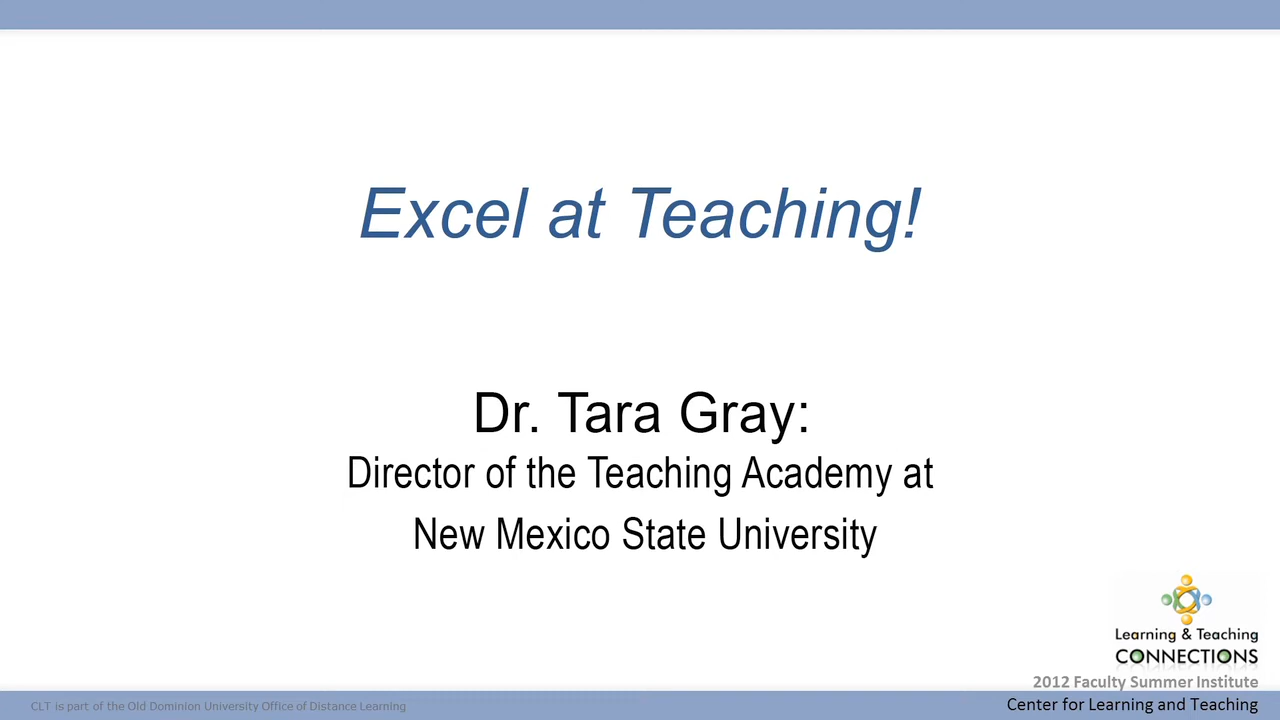 Excel at Teaching!
Dr. Tara Gray:
Director of the Teaching Academy at
New Mexico State University
Learning & Teaching
CONNECTIONS
2012 Faculty Summer Institute
CLT is part of the Old Dominion University Office of Distance Learning
Center for Learning and Teaching